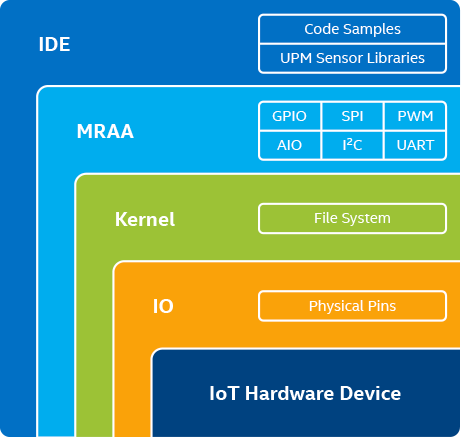 IDE
Code Samples
UPM Sensor Libraries
MRAA
GPIO SPI PWM
AIO I²C UART
Kernel
File System
IO
Physical Pins
IoT Hardware Device